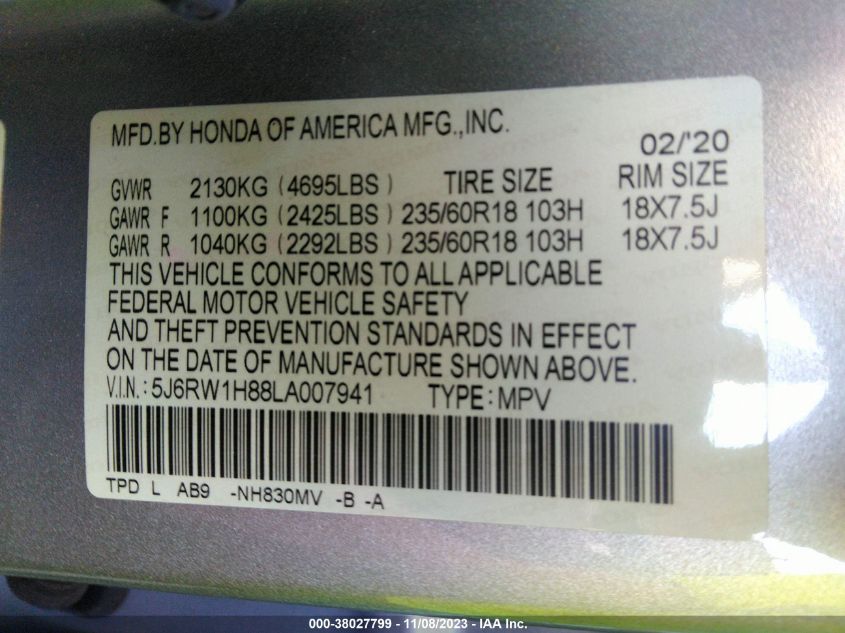 MFD.BY HONDA OF AMERICA MFG.,INC.
02/'20
GVWR 2130KG (4695LBS) TIRE SIZE RIM SIZE
GAWR F 1100KG (2425LBS) 235/60R18 103H 18X7.5J
GAWR R 1040KG (2292LBS) 235/60R18 103H 18X7.5J
THIS VEHICLE CONFORMS TO ALL APPLICABLE
FEDERAL MOTOR VEHICLE SAFETY
AND THEFT PREVENTION STANDARDS IN EFFECT
ON THE DATE OF MANUFACTURE SHOWN ABOVE.
V.I.N.: 5J6RW1H88LA007941 TYPE: MPV
TPD L AB9 -NH830MV -B -A
000-38027799 - 11/08/2023 - IAA Inc.